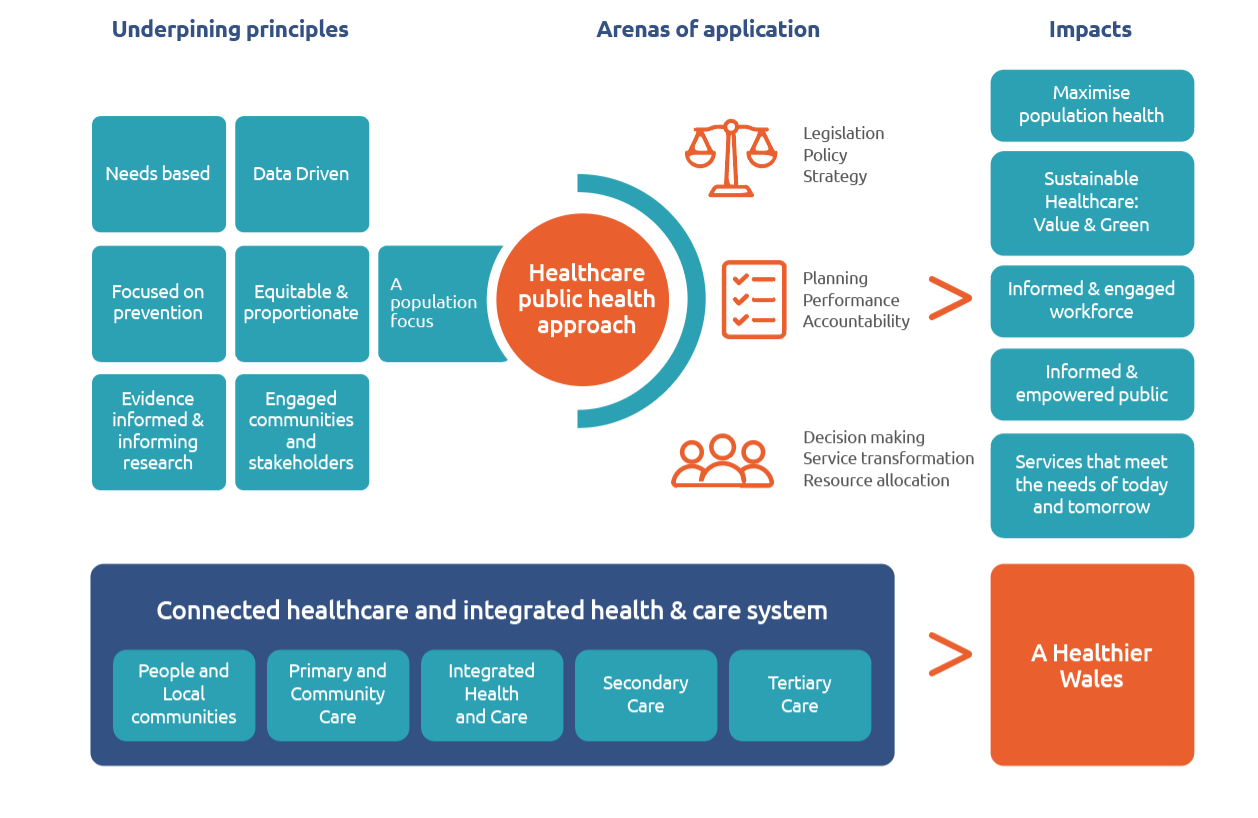 Underpining principles
Arenas of application
Impacts
Needs based
Data Driven
Focused on
prevention
Equitable &
proportionate
A
population
focus
Evidence
informed &
informing
research
Engaged
communities
and
stakeholders
Healthcare
public health
approach
Legislation
Policy
Strategy
Planning
Performance
Accountability
Decision making
Service transformation
Resource allocation
Maximise
population health
Sustainable
Healthcare:
Value & Green
Informed & engaged
workforce
Informed &
empowered public
Services that meet
the needs of today
and tomorrow
Connected healthcare and integrated health & care system
People and
Local
communities
Primary and
Community
Care
Integrated
Health
and Care
Secondary
Care
Tertiary
Care
A Healthier
Wales